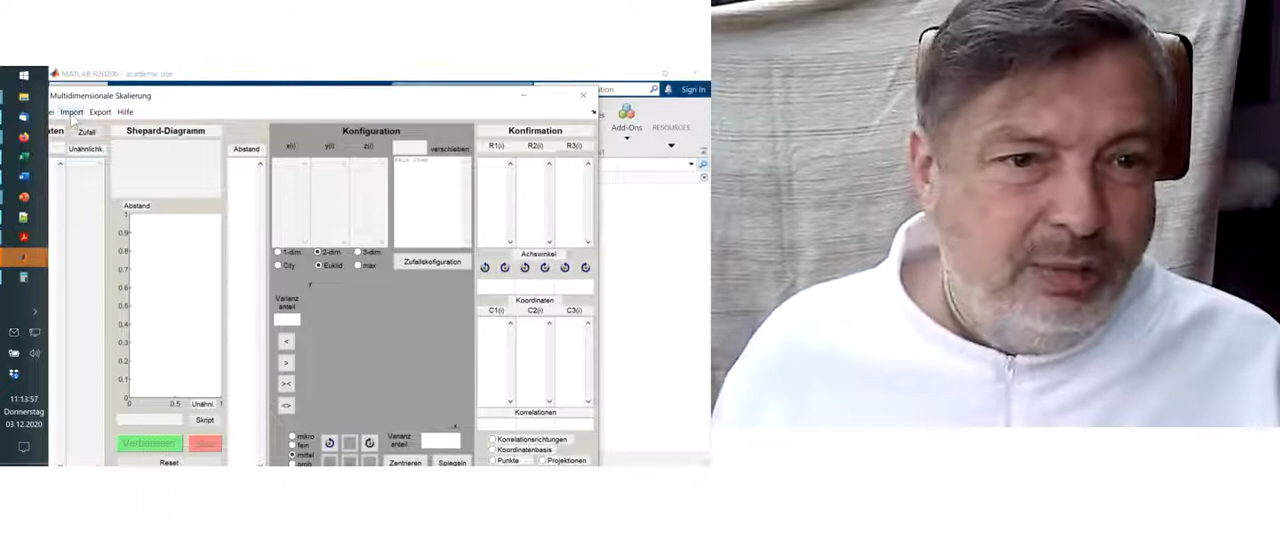 MATLAB R2020b - academic use
Multidimensionale Skalierung
Sign In
Import Export Hilfe
Add-Ons
RESOURCES
Zufall
Shepard-Diagramm
Konfiguration
Konfirmation
Unähnlichk.
Abstand
x(i) y(i) z(i)
verschieben
R1(i) R2(i) R3(i)
Abstand
1
0.9
0.8
0.7
0.6
0.5
0.4
0.3
0.2
0.1
0 0.5 Unähnl. 1
1-dim. 2-dim. 3-dim.
City Euklid max
Zufallskofiguration
Achswinkel
y
Varianz
anteil
<
>
><
<>
Koordinaten
C1(i) C2(i) C3(i)
Korrelationen
x
Skript
Verbessern
Reset
mikro
fein
mittel
Varianz
anteil
Zentrieren Spiegeln
Korrelationsrichtungen
Koordinatenbasis
Punkte Projektionen
11:13:57
Donnerstag
03.12.2020